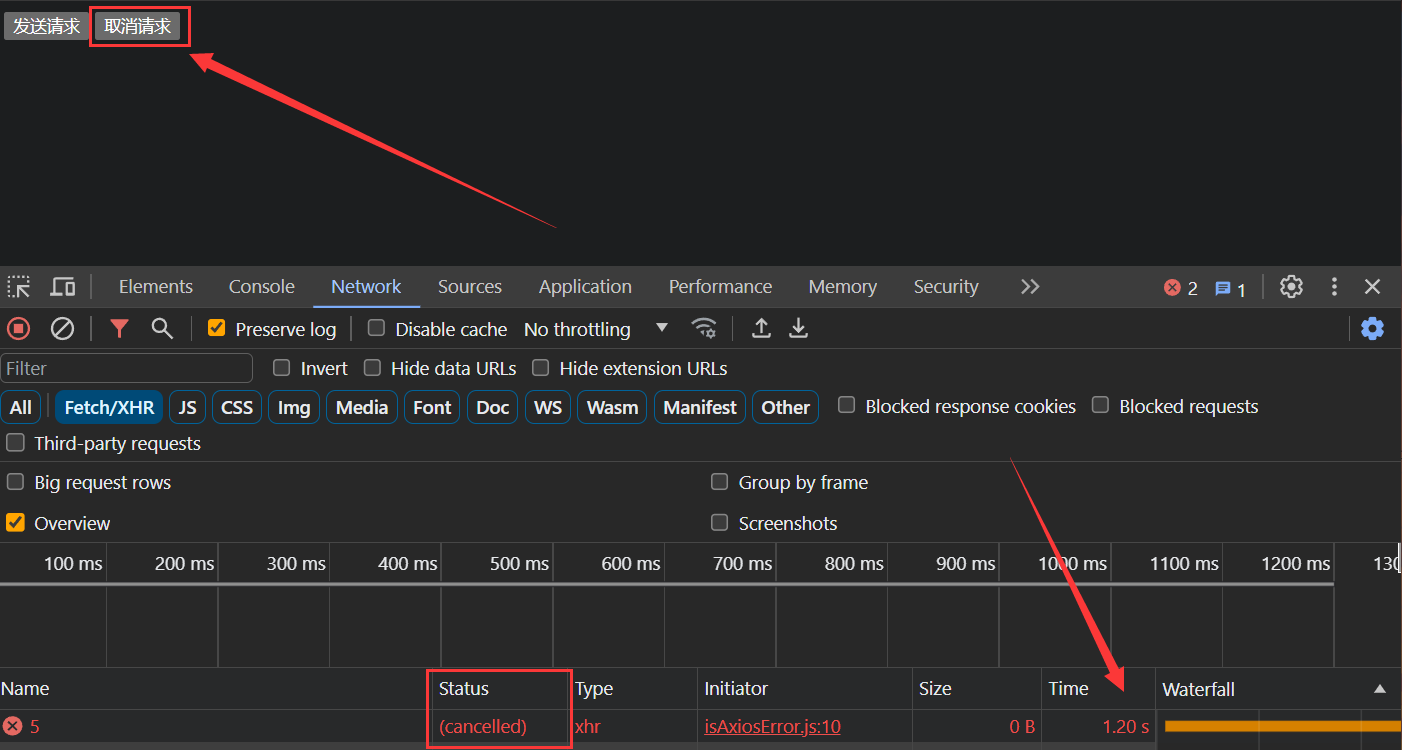 发送请求 取消请求
Elements Console Network Sources Application Performance Memory Security 2 1
Preserve log Disable cache No throttling
Filter Invert Hide data URLs Hide extension URLs
All Fetch/XHR JS CSS Img Media Font Doc WS Wasm Manifest Other Blocked response cookies Blocked requests
Third-party requests
Big request rows Group by frame
Overview Screenshots
100 ms 200 ms 300 ms 400 ms 500 ms 600 ms 700 ms 800 ms 900 ms 1000 ms 1100 ms 1200 ms 130
Name Status Type Initiator Size Time Waterfall
5 (cancelled) xhr isAxiosError.js:10 0 B 1.20 s